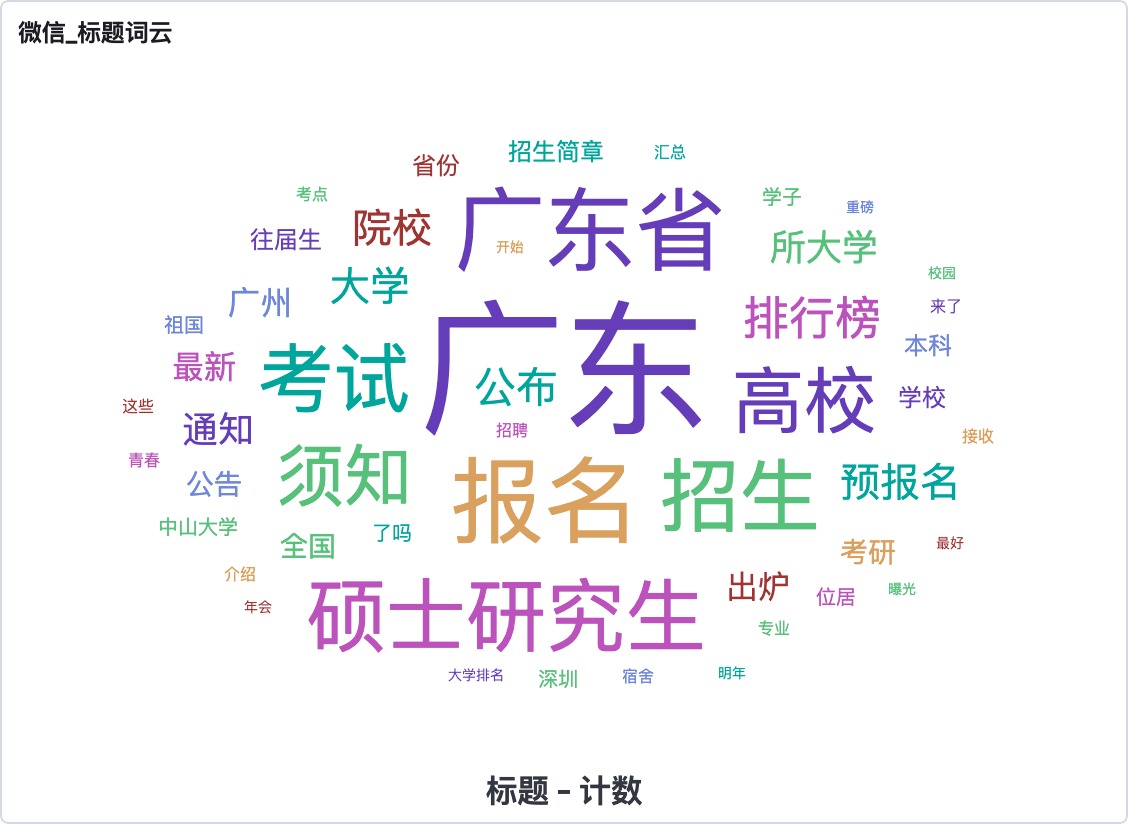 微信_标题词云
招生简章
汇总
省份
考点
广东省
学子
重磅
院校
往届生
开始
所大学
校园
大学
广州
来了
祖国
广东
排行榜
本科
最新
考试
公布
高校
学校
这些
通知
招聘
接收
青春
须知
公告
报名
招生
预报名
中山大学
了吗
全国
考研
最好
介绍
年会
硕士研究生
出炉
位居
曝光
专业
大学排名
深圳
宿舍
明年
标题 – 计数